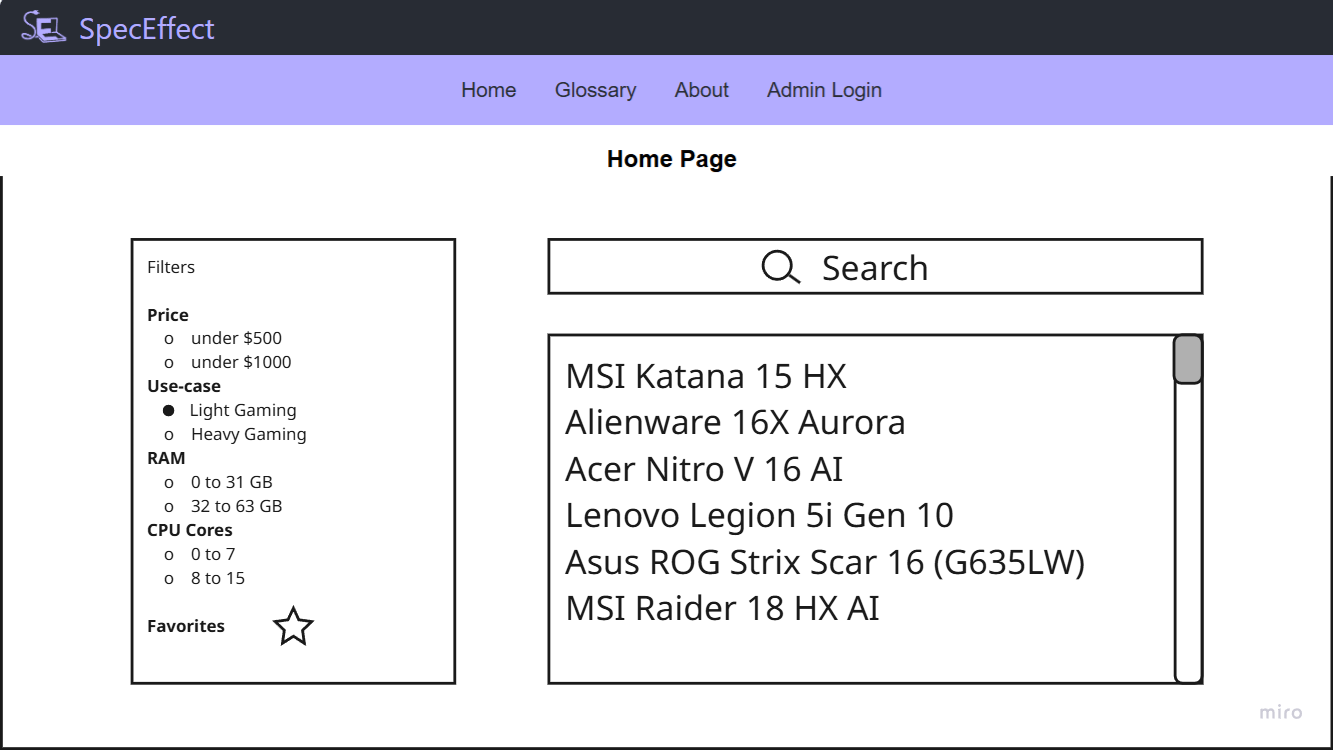 SpecEffect
Home Glossary About Admin Login
Home Page
Filters
Price
o under $500
o under $1000
Use-case
● Light Gaming
o Heavy Gaming
RAM
o 0 to 31 GB
o 32 to 63 GB
CPU Cores
o 0 to 7
o 8 to 15
Favorites
Search
MSI Katana 15 HX
Alienware 16X Aurora
Acer Nitro V 16 AI
Lenovo Legion 5i Gen 10
Asus ROG Strix Scar 16 (G635LW)
MSI Raider 18 HX AI
miro